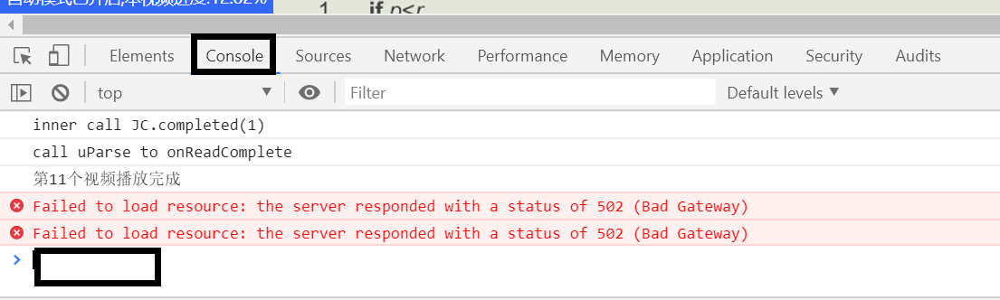 自动模式已开启,本视频进度:12.82%
1 if p<r
Elements Console Sources Network Performance Memory Application Security Audits
top Filter Default levels
inner call JC.completed(1)
call uParse to onReadComplete
第11个视频播放完成
Failed to load resource: the server responded with a status of 502 (Bad Gateway)
Failed to load resource: the server responded with a status of 502 (Bad Gateway)